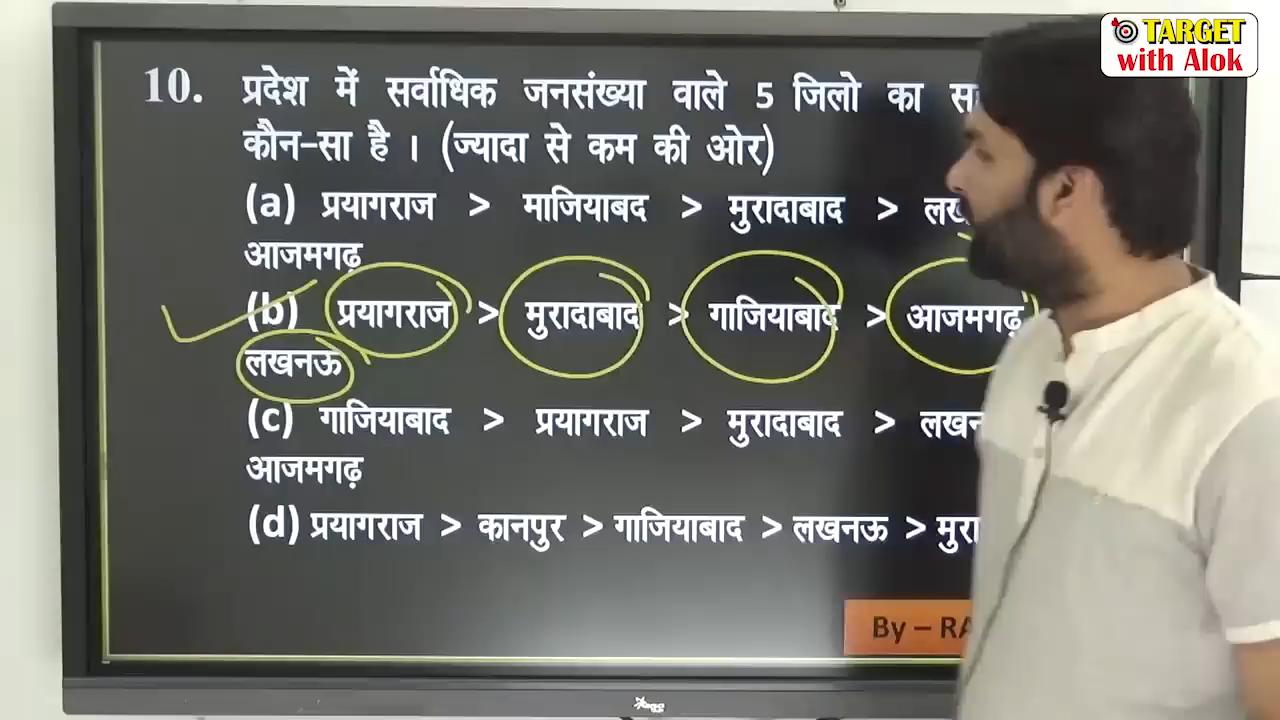 TARGET
with Alok
10. प्रदेश में सर्वाधिक जनसंख्या वाले 5 जिलो का
कौन-सा है । (ज्यादा से कम की ओर)
(a) प्रयागराज > माजियाबद > मुरादाबाद >
आजमगढ़
(b) प्रयागराज > मुरादाबाद > गाजियाबाद > आजमगढ़
लखनऊ
(c) गाजियाबाद > प्रयागराज > मुरादाबाद >
आजमगढ़
(d) प्रयागराज > कानपुर > गाजियाबाद > लखनऊ >
By –